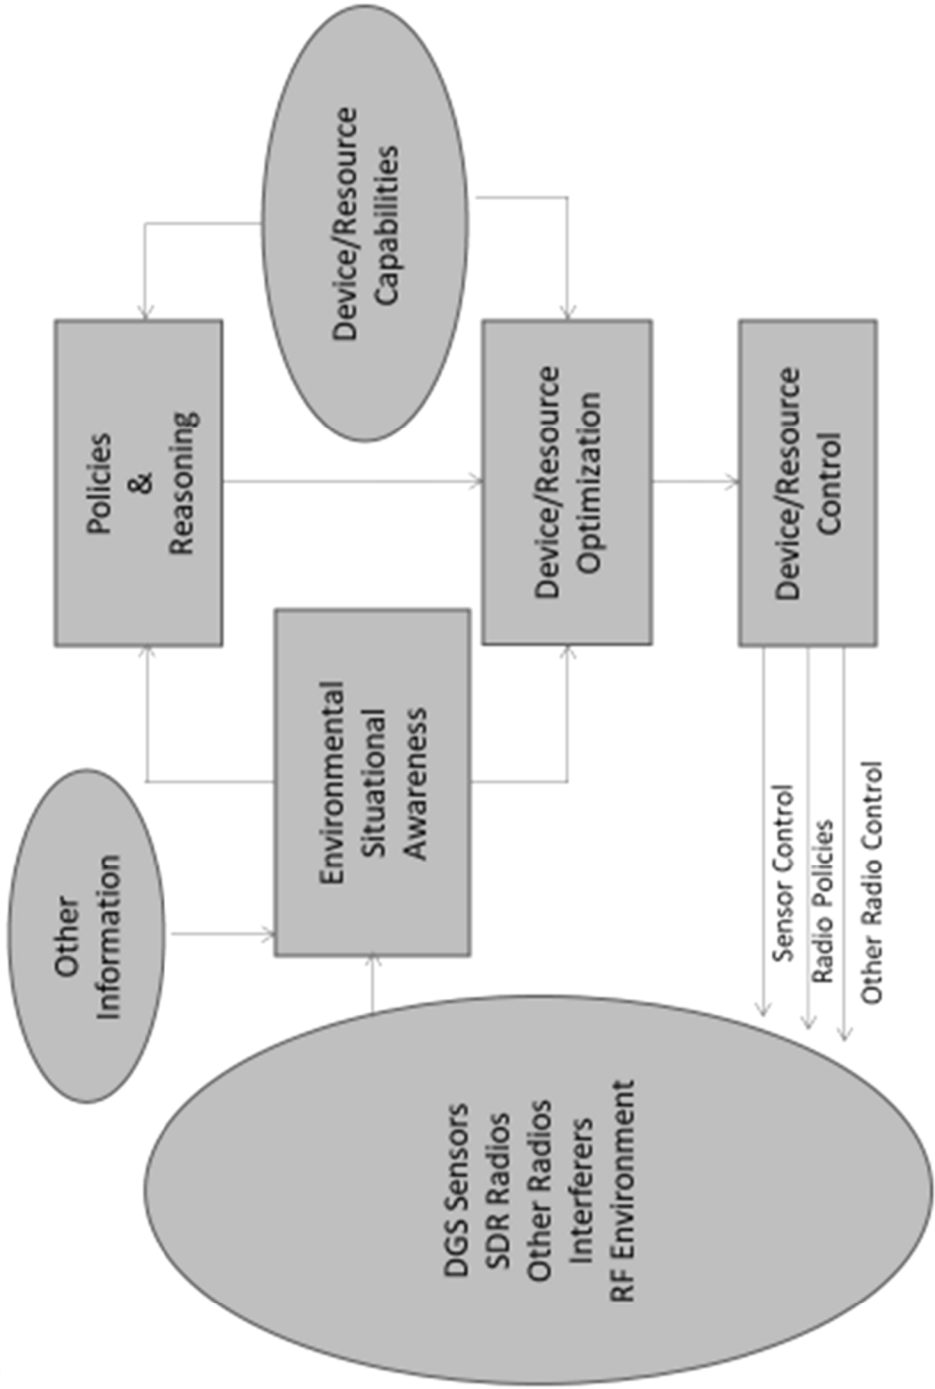 Other
Information
Policies
&
Reasoning
Device/Resource
Capabilities
Environmental
Situational
Awareness
Device/Resource
Optimization
Device/Resource
Control
Sensor Control
Radio Policies
Other Radio Control
DGS Sensors
SDR Radios
Other Radios
Interferers
RF Environment